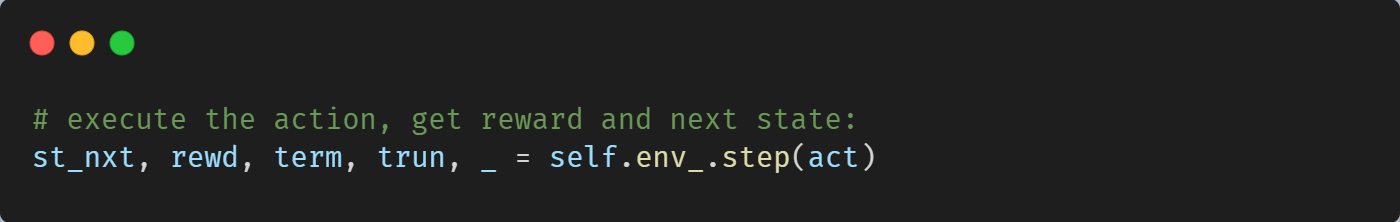 # execute the action, get reward and next state:
st_nxt, rewd, term, trun, _ = self.env_.step(act)